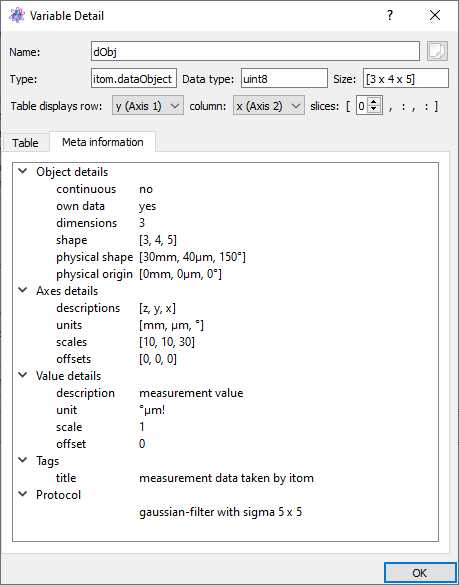 Variable Detail
Name: dObj
Type: itom.dataObject Data type: uint8 Size: [3 x 4 x 5]
Table displays row: y (Axis 1) column: x (Axis 2) slices: [ 0 , : , : ]
Table Meta information
Object details
continuous no
own data yes
dimensions 3
shape [3, 4, 5]
physical shape [30mm, 40µm, 150°]
physical origin [0mm, 0µm, 0°]
Axes details
descriptions [z, y, x]
units [mm, µm, °]
scales [10, 10, 30]
offsets [0, 0, 0]
Value details
description measurement value
unit °µm!
scale 1
offset 0
Tags
title measurement data taken by itom
Protocol
gaussian-filter with sigma 5 x 5
OK